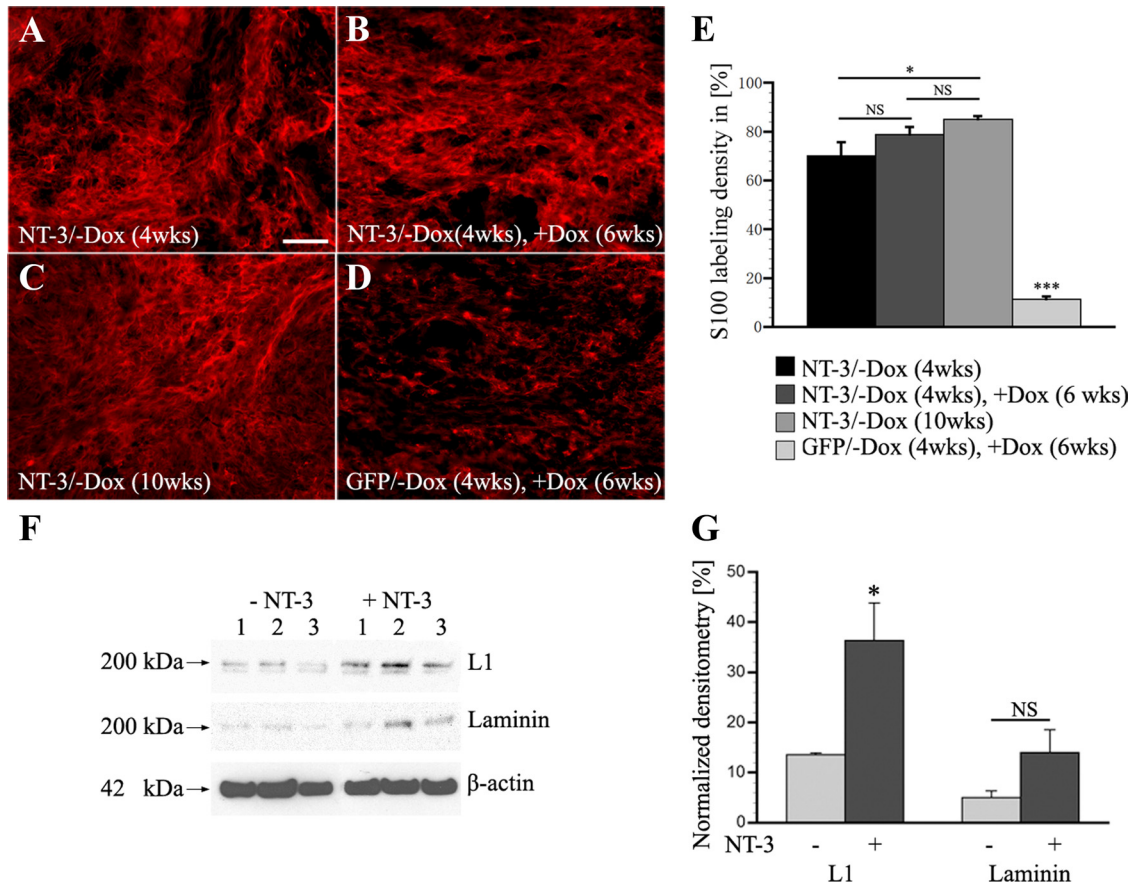 A
NT-3/-Dox (4wks)
B
NT-3/-Dox(4wks), +Dox (6wks)
C
NT-3/-Dox (10wks)
D
GFP/-Dox (4wks), +Dox (6wks)
E
S100 labeling density in [%]
100
80
60
40
20
0
*
NS
NS
***
NT-3/-Dox (4wks)
NT-3/-Dox (4wks), +Dox (6 wks)
NT-3/-Dox (10wks)
GFP/-Dox (4wks), +Dox (6wks)
F
- NT-3 + NT-3
1 2 3 1 2 3
200 kDa→ L1
200 kDa→ Laminin
42 kDa→ β-actin
G
Normalized densitometry [%]
50
40
30
20
10
0
*
NS
NT-3 - + - +
L1 Laminin